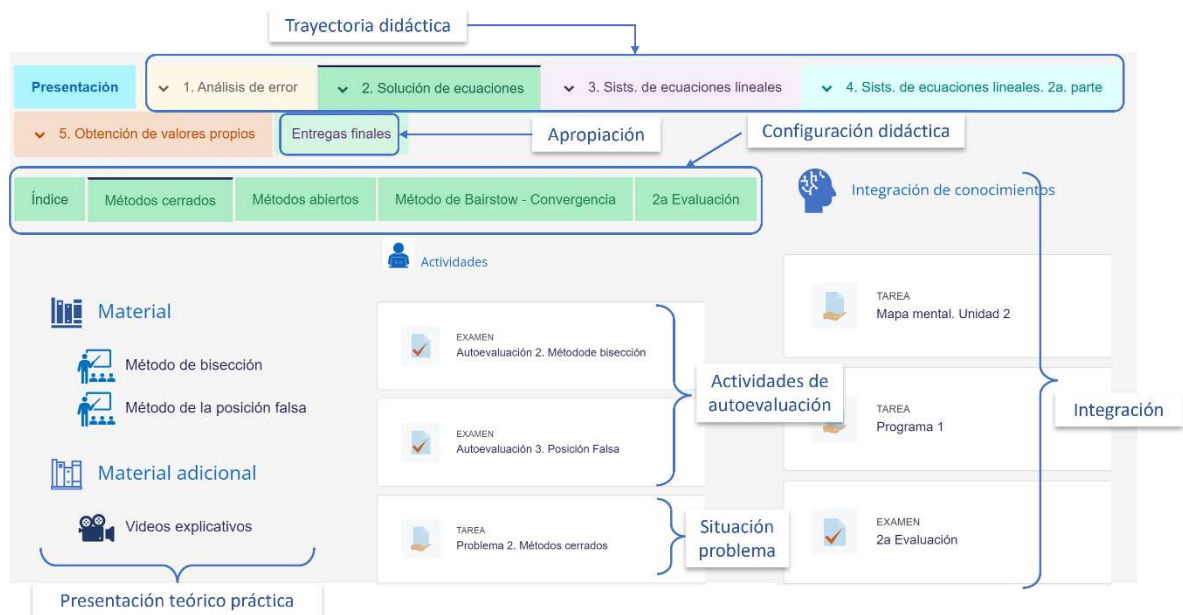 Trayectoria didáctica
Presentación
1. Análisis de error
2. Solución de ecuaciones
3. Sists. de ecuaciones lineales
4. Sists. de ecuaciones lineales. 2a. parte
5. Obtención de valores propios
Entregas finales
Apropiación
Configuración didáctica
Índice
Métodos cerrados
Métodos abiertos
Método de Bairstow - Convergencia
2a Evaluación
Integración de conocimientos
Actividades
Material
Método de bisección
Método de la posición falsa
Material adicional
Videos explicativos
Presentación teórico práctica
EXAMEN
Autoevaluación 2. Métodode bisección
EXAMEN
Autoevaluación 3. Posición Falsa
Actividades de
autoevaluación
TAREA
Problema 2. Métodos cerrados
Situación
problema
TAREA
Mapa mental. Unidad 2
TAREA
Programa 1
EXAMEN
2a Evaluación
Integración